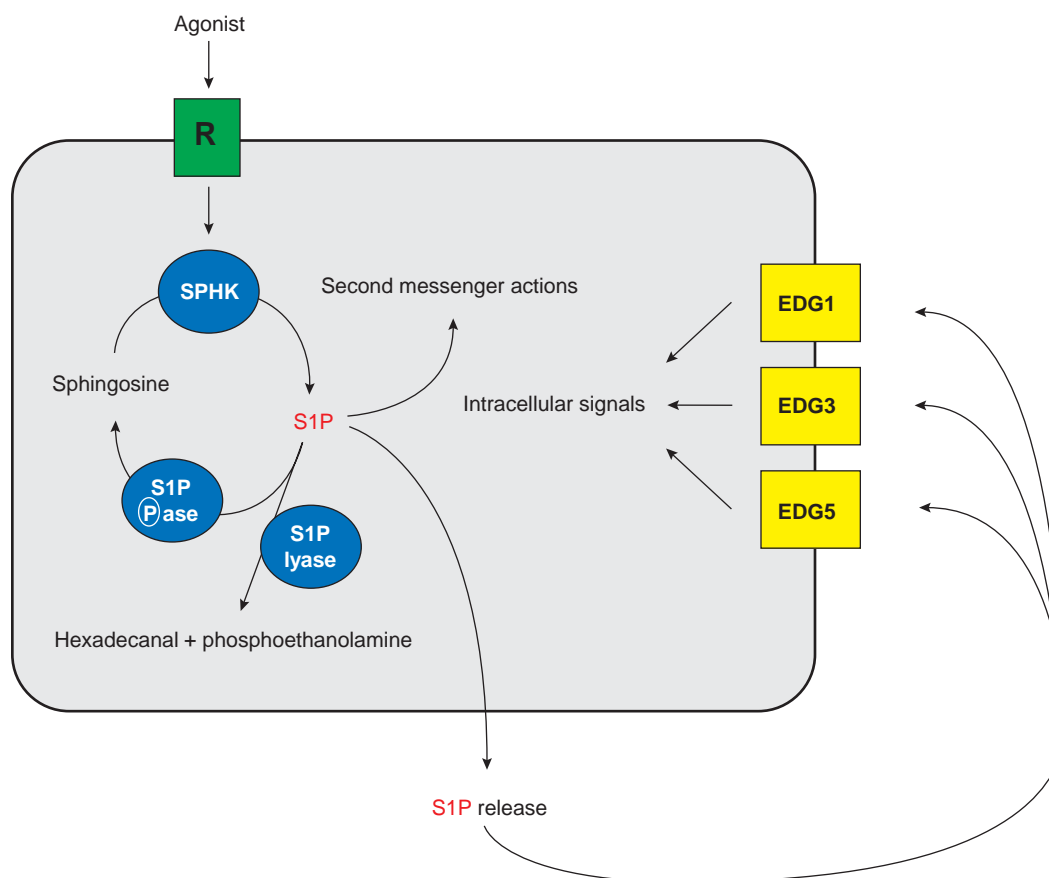 Agonist
R
SPHK
Second messenger actions
EDG1
Sphingosine
Intracellular signals
EDG3
S1P
S1P
P ase
EDG5
S1P
lyase
Hexadecanal + phosphoethanolamine
S1P release